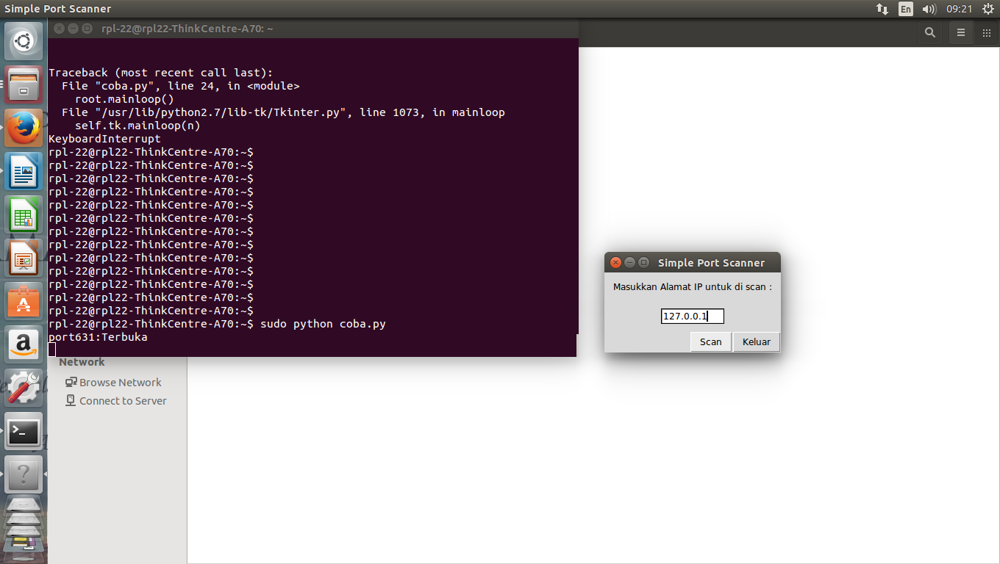 Simple Port Scanner
En
09:21
rpl-22@rpl22-ThinkCentre-A70: ~
Traceback (most recent call last):
  File "coba.py", line 24, in <module>
    root.mainloop()
  File "/usr/lib/python2.7/lib-tk/Tkinter.py", line 1073, in mainloop
    self.tk.mainloop(n)
KeyboardInterrupt
rpl-22@rpl22-ThinkCentre-A70:~$
rpl-22@rpl22-ThinkCentre-A70:~$
rpl-22@rpl22-ThinkCentre-A70:~$
rpl-22@rpl22-ThinkCentre-A70:~$
rpl-22@rpl22-ThinkCentre-A70:~$
rpl-22@rpl22-ThinkCentre-A70:~$
rpl-22@rpl22-ThinkCentre-A70:~$
rpl-22@rpl22-ThinkCentre-A70:~$
rpl-22@rpl22-ThinkCentre-A70:~$
rpl-22@rpl22-ThinkCentre-A70:~$
rpl-22@rpl22-ThinkCentre-A70:~$
rpl-22@rpl22-ThinkCentre-A70:~$
rpl-22@rpl22-ThinkCentre-A70:~$
rpl-22@rpl22-ThinkCentre-A70:~$ sudo python coba.py
port631:Terbuka
Network
Browse Network
Connect to Server
Simple Port Scanner
Masukkan Alamat IP untuk di scan :
127.0.0.1
Scan
Keluar